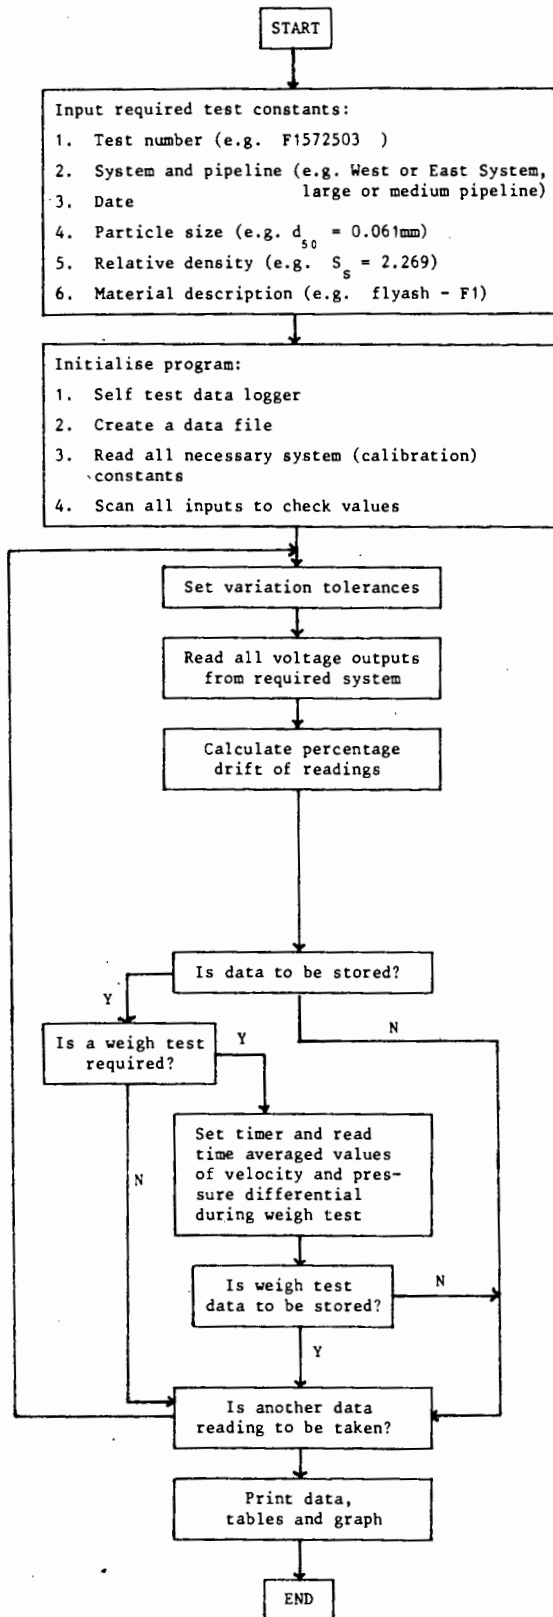 START
Input required test constants:
1. Test number (e.g. F1572503 )
2. System and pipeline (e.g. West or East System,
large or medium pipeline)
3. Date
4. Particle size (e.g. d50 = 0.061mm)
5. Relative density (e.g. Ss = 2.269)
6. Material description (e.g. flyash - F1)
Initialise program:
1. Self test data logger
2. Create a data file
3. Read all necessary system (calibration)
constants
4. Scan all inputs to check values
Set variation tolerances
Read all voltage outputs
from required system
Calculate percentage
drift of readings
Is data to be stored?
Y
N
Is a weigh test
required?
Y
N
Set timer and read
time averaged values
of velocity and pres-
sure differential
during weigh test
Is weigh test
data to be stored?
N
Y
Is another data
reading to be taken?
Print data,
tables and graph
END